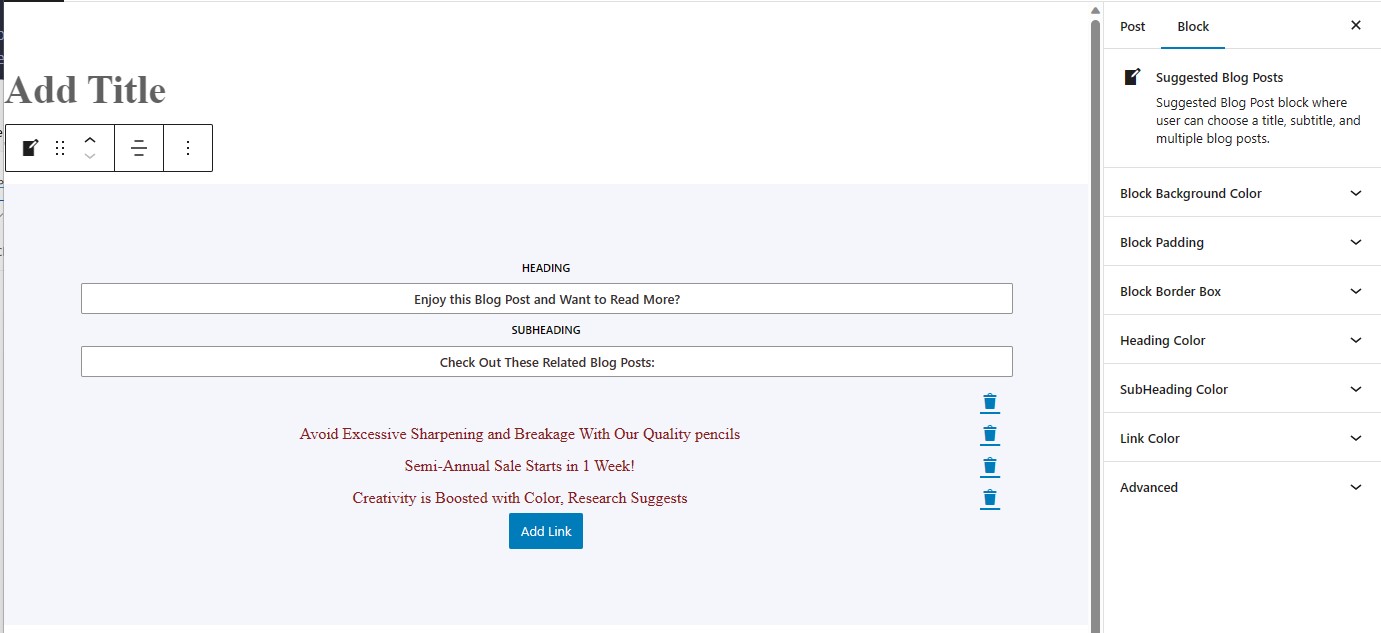 Post
Block
Add Title
Suggested Blog Posts
Suggested Blog Post block where
user can choose a title, subtitle, and
multiple blog posts.
Block Background Color
Block Padding
Block Border Box
Heading Color
SubHeading Color
Link Color
Advanced
HEADING
Enjoy this Blog Post and Want to Read More?
SUBHEADING
Check Out These Related Blog Posts:
Avoid Excessive Sharpening and Breakage With Our Quality pencils
Semi-Annual Sale Starts in 1 Week!
Creativity is Boosted with Color, Research Suggests
Add Link